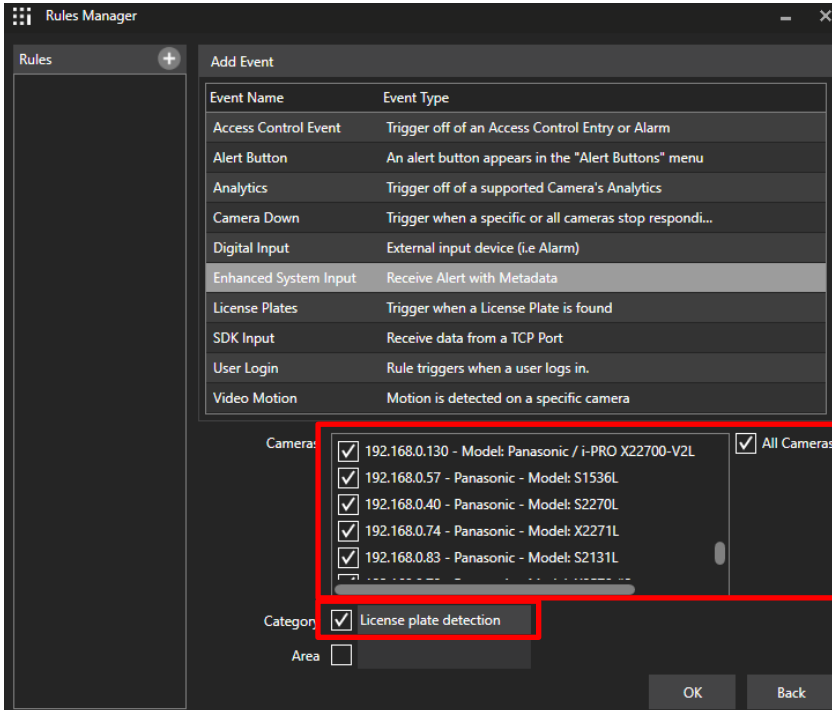 Rules Manager
Rules
Add Event
Event Name Event Type
Access Control Event Trigger off of an Access Control Entry or Alarm
Alert Button An alert button appears in the "Alert Buttons" menu
Analytics Trigger off of a supported Camera's Analytics
Camera Down Trigger when a specific or all cameras stop respondi...
Digital Input External input device (i.e Alarm)
Enhanced System Input Receive Alert with Metadata
License Plates Trigger when a License Plate is found
SDK Input Receive data from a TCP Port
User Login Rule triggers when a user logs in.
Video Motion Motion is detected on a specific camera
Cameras 192.168.0.130 - Model: Panasonic / i-PRO X22700-V2L All Cameras
192.168.0.57 - Panasonic - Model: S1536L
192.168.0.40 - Panasonic - Model: S2270L
192.168.0.74 - Panasonic - Model: X2271L
192.168.0.83 - Panasonic - Model: S2131L
Category License plate detection
Area
OK Back